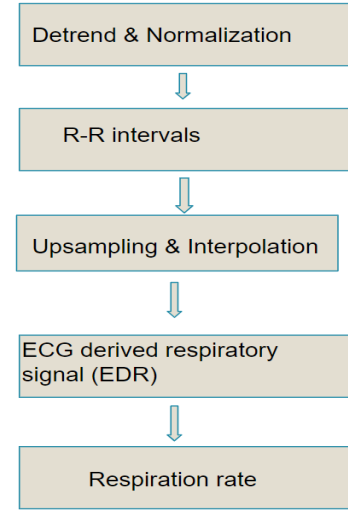 Detrend & Normalization
R-R intervals
Upsampling & Interpolation
ECG derived respiratory
signal (EDR)
Respiration rate